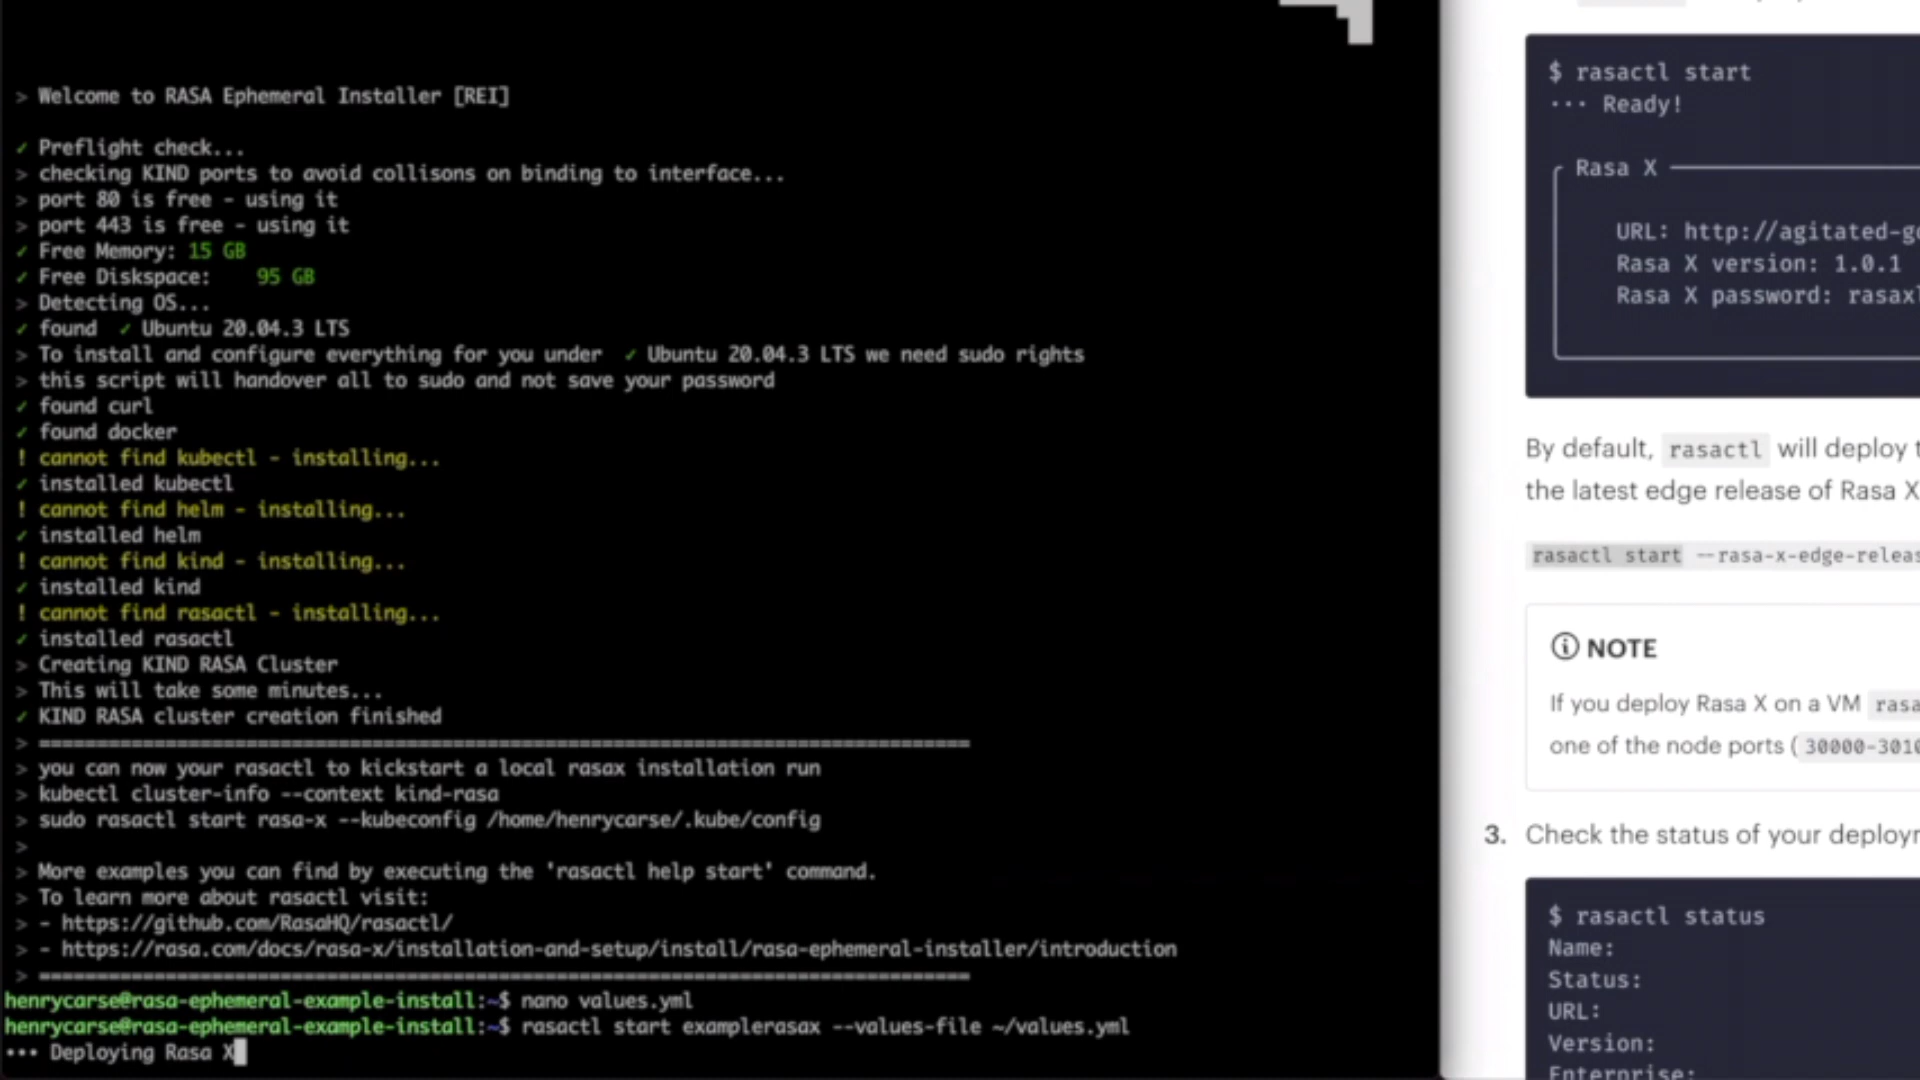 > Welcome to RASA Ephemeral Installer [REI]
✓ Preflight check...
> checking KIND ports to avoid collisons on binding to interface...
> port 80 is free - using it
> port 443 is free - using it
✓ Free Memory: 15 GB
✓ Free Diskspace: 95 GB
> Detecting OS...
✓ found ✓ Ubuntu 20.04.3 LTS
> To install and configure everything for you under ✓ Ubuntu 20.04.3 LTS we need sudo rights
> this script will handover all to sudo and not save your password
✓ found curl
✓ found docker
! cannot find kubectl - installing...
✓ installed kubectl
! cannot find helm - installing...
✓ installed helm
! cannot find kind - installing...
✓ installed kind
! cannot find rasactl - installing...
✓ installed rasactl
> Creating KIND RASA Cluster
> This will take some minutes...
✓ KIND RASA cluster creation finished
> =================================================================================
> you can now your rasactl to kickstart a local rasax installation run
> kubectl cluster-info --context kind-rasa
> sudo rasactl start rasa-x --kubeconfig /home/henrycarse/.kube/config
>
> More examples you can find by executing the 'rasactl help start' command.
> To learn more about rasactl visit:
> - https://github.com/RasaHQ/rasactl/
> - https://rasa.com/docs/rasa-x/installation-and-setup/install/rasa-ephemeral-installer/introduction
> =================================================================================
henrycarse@rasa-ephemeral-example-install:~$ nano values.yml
henrycarse@rasa-ephemeral-example-install:~$ rasactl start examplerasax --values-file ~/values.yml
••• Deploying Rasa X
$ rasactl start
··· Ready!
Rasa X
URL: http://agitated-g
Rasa X version: 1.0.1
Rasa X password: rasaxl
By default, rasactl will deploy t
the latest edge release of Rasa X
rasactl start --rasa-x-edge-releas
NOTE
If you deploy Rasa X on a VM rasa
one of the node ports ( 30000-3010
3. Check the status of your deployr
$ rasactl status
Name:
Status:
URL:
Version:
Enterprise: